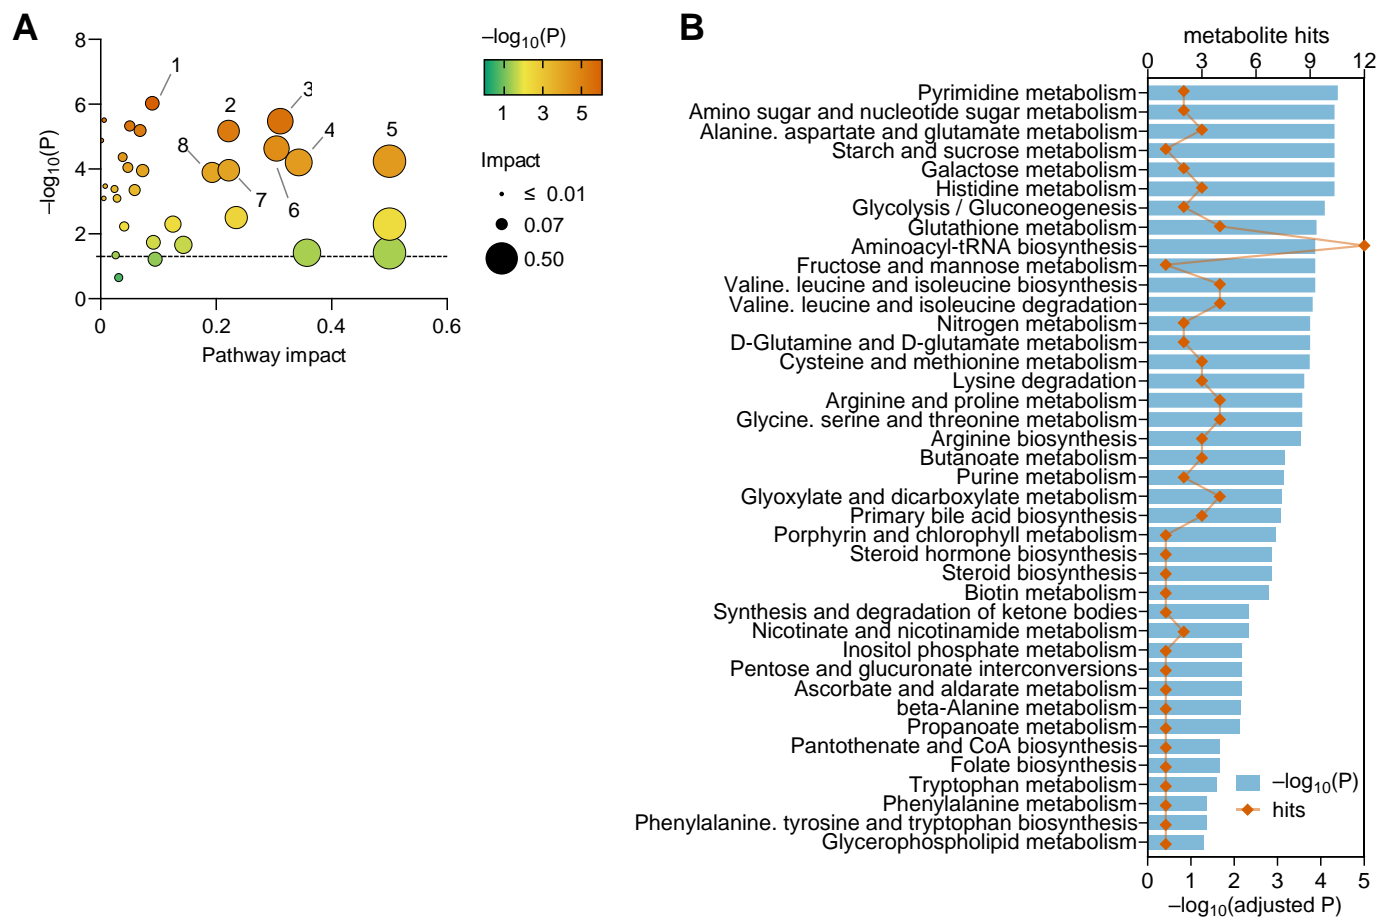 A
8
6
4
2
0
–log10(P)
0
0.2
0.4
0.6
Pathway impact
1
2
3
4
5
8
7
6
–log10(P)
1
3
5
Impact
≤ 0.01
0.07
0.50
B
metabolite hits
0
3
6
9
12
Pyrimidine metabolism
Amino sugar and nucleotide sugar metabolism
Alanine. aspartate and glutamate metabolism
Starch and sucrose metabolism
Galactose metabolism
Histidine metabolism
Glycolysis / Gluconeogenesis
Glutathione metabolism
Aminoacyl-tRNA biosynthesis
Fructose and mannose metabolism
Valine. leucine and isoleucine biosynthesis
Valine. leucine and isoleucine degradation
Nitrogen metabolism
D-Glutamine and D-glutamate metabolism
Cysteine and methionine metabolism
Lysine degradation
Arginine and proline metabolism
Glycine. serine and threonine metabolism
Arginine biosynthesis
Butanoate metabolism
Purine metabolism
Glyoxylate and dicarboxylate metabolism
Primary bile acid biosynthesis
Porphyrin and chlorophyll metabolism
Steroid hormone biosynthesis
Steroid biosynthesis
Biotin metabolism
Synthesis and degradation of ketone bodies
Nicotinate and nicotinamide metabolism
Inositol phosphate metabolism
Pentose and glucuronate interconversions
Ascorbate and aldarate metabolism
beta-Alanine metabolism
Propanoate metabolism
Pantothenate and CoA biosynthesis
Folate biosynthesis
Tryptophan metabolism
Phenylalanine metabolism
Phenylalanine. tyrosine and tryptophan biosynthesis
Glycerophospholipid metabolism
–log10(P)
hits
0
1
2
3
4
5
–log10(adjusted P)